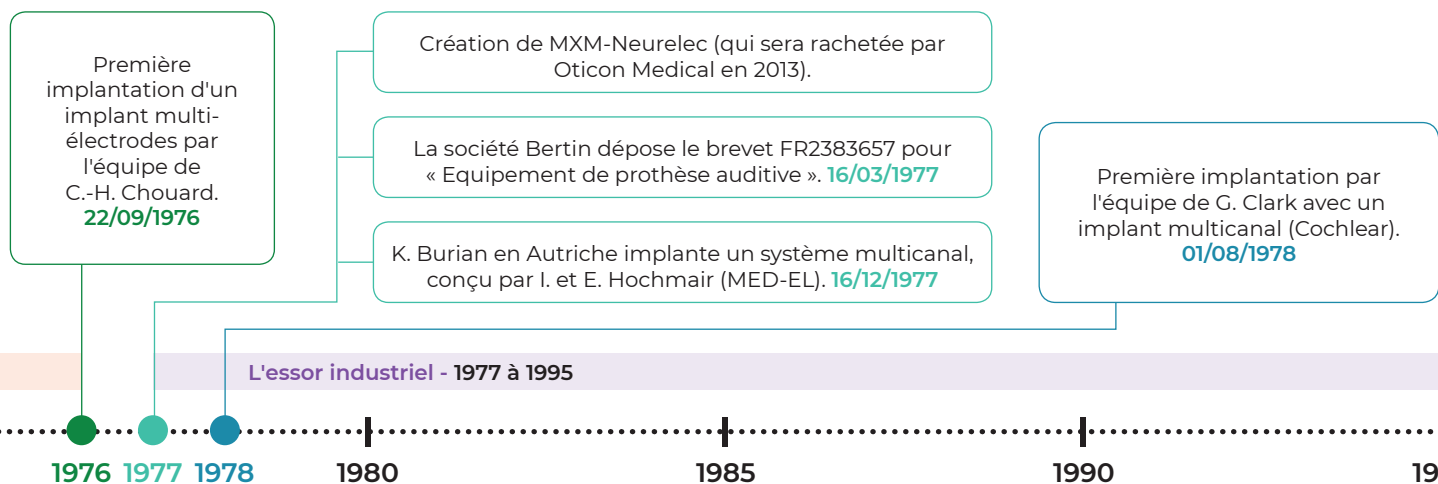 Première
implantation d'un
implant multi-
électrodes par
l'équipe de
C.-H. Chouard.
22/09/1976
Création de MXM-Neurelec (qui sera rachetée par
Oticon Medical en 2013).
La société Bertin dépose le brevet FR2383657 pour
« Equipement de prothèse auditive ». 16/03/1977
K. Burian en Autriche implante un système multicanal,
conçu par I. et E. Hochmair (MED-EL). 16/12/1977
Première implantation par
l'équipe de G. Clark avec un
implant multicanal (Cochlear).
01/08/1978
L'essor industriel - 1977 à 1995
1976 1977 1978 1980 1985 1990 19